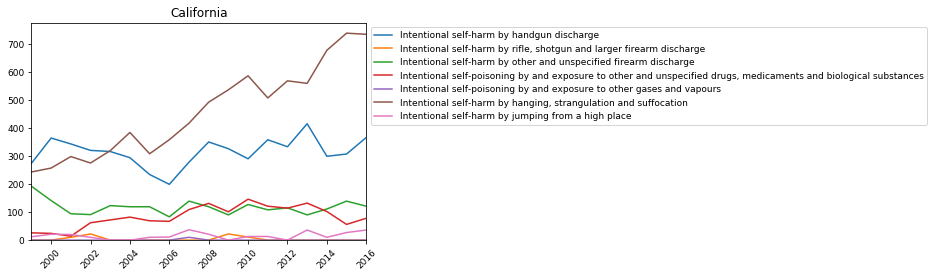 California
700
600
500
400
300
200
100
0
2000
2002
2004
2006
2008
2010
2012
2014
2016
Intentional self-harm by handgun discharge
Intentional self-harm by rifle, shotgun and larger firearm discharge
Intentional self-harm by other and unspecified firearm discharge
Intentional self-poisoning by and exposure to other and unspecified drugs, medicaments and biological substances
Intentional self-poisoning by and exposure to other gases and vapours
Intentional self-harm by hanging, strangulation and suffocation
Intentional self-harm by jumping from a high place